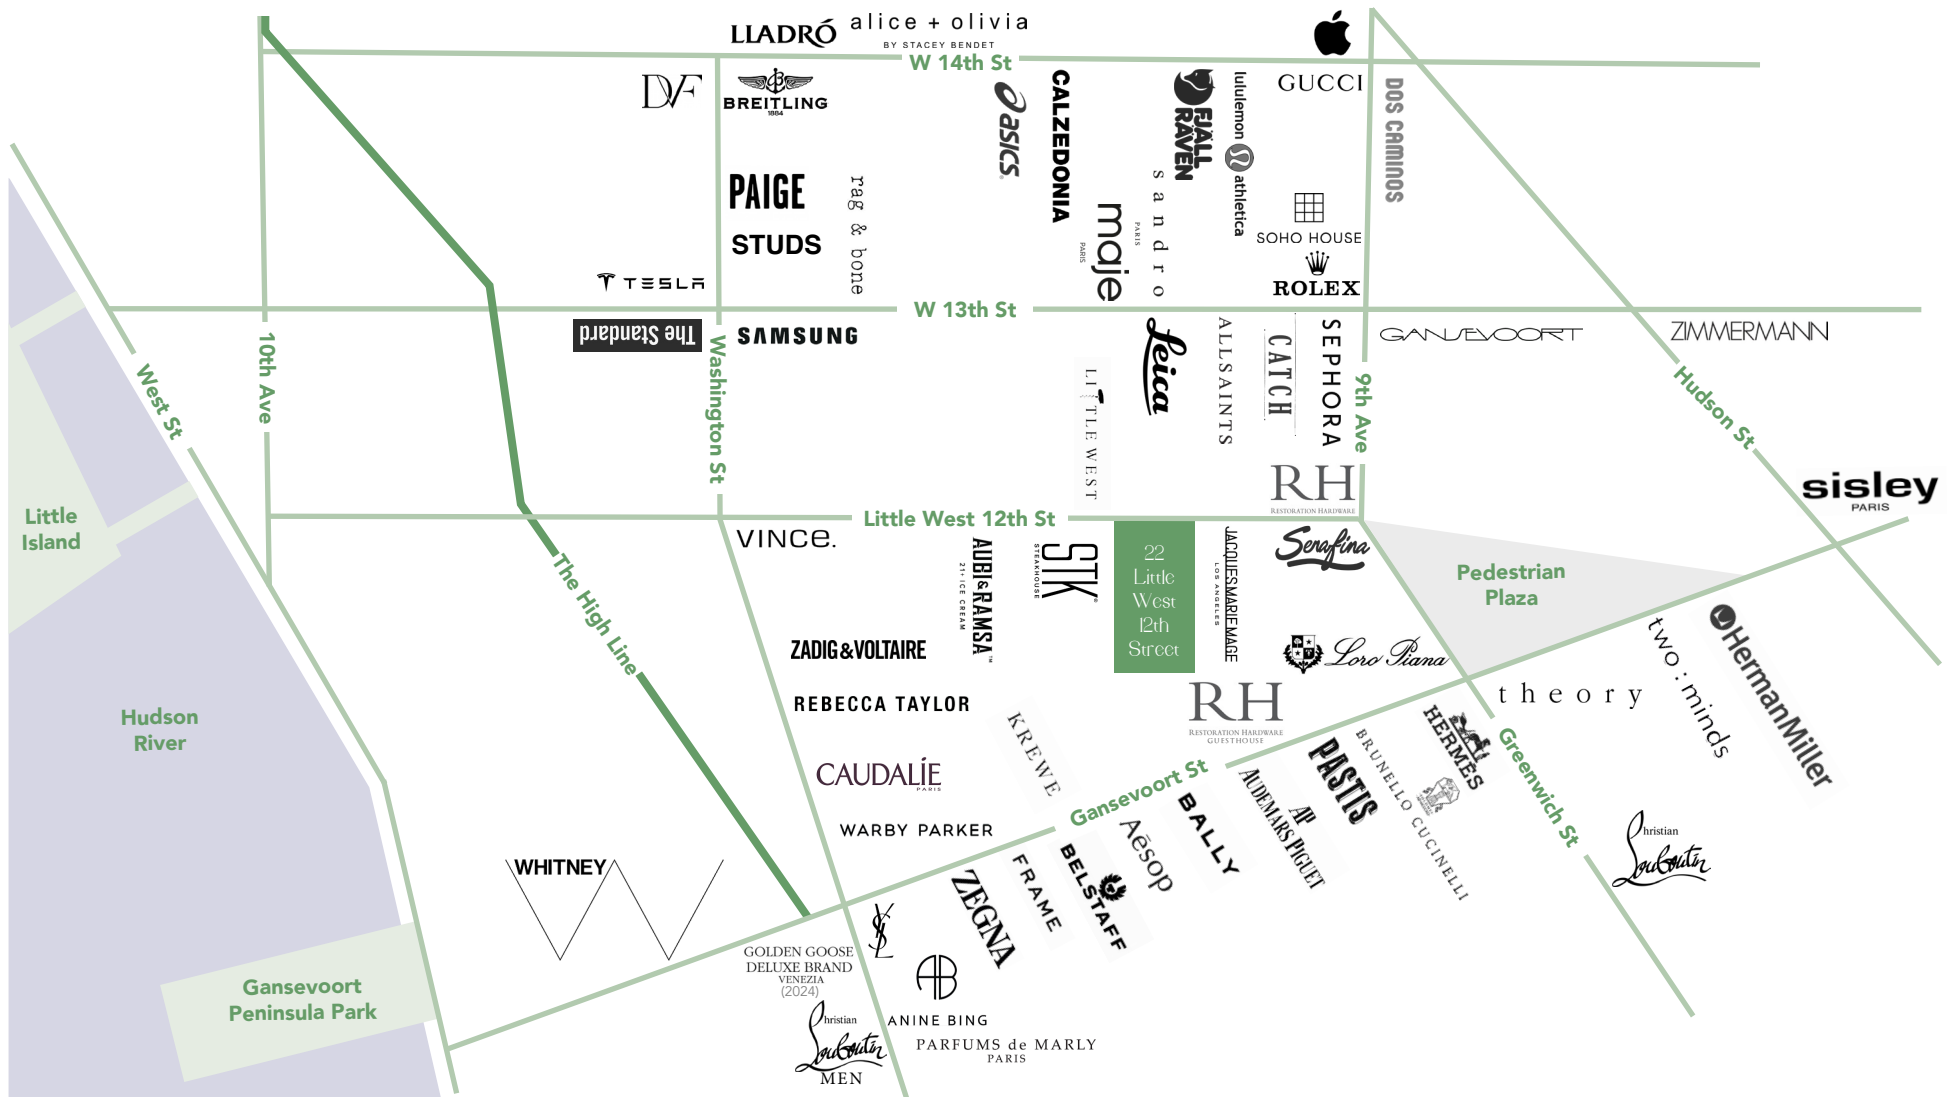 LLADRÓ
alice + olivia
BY STACEY BENDET
W 14th St
DVF
BREITLING
1884
asics
CALZEDONIA
FJÄLL
RÄVEN
lululemon athletica
GUCCI
DOS CAMINOS
PAIGE
STUDS
rag & bone
maje
PARIS
sandro
PARIS
SOHO HOUSE
ROLEX
TESLA
W 13th St
The Standard
SAMSUNG
Leica
ALLSAINTS
CATCH
SEPHORA
GANSEVOORT
ZIMMERMANN
West St
10th Ave
Washington St
LITTLE WEST
9th Ave
Hudson St
RH
RESTORATION HARDWARE
sisley
PARIS
Little
Island
Little West 12th St
VINCE.
AUBI & RAMSA™
21+ ICE CREAM
STK®
STEAKHOUSE
22
Little
West
12th
Street
JACQUESMARIEMAGE
LOS ANGELES
Serafina
Pedestrian
Plaza
The High Line
ZADIG&VOLTAIRE
Loro Piana
two:minds
HermanMiller
REBECCA TAYLOR
KREWE
RH
RESTORATION HARDWARE
GUESTHOUSE
theory
Hudson
River
CAUDALÍE
PARIS
Gansevoort St
PASTIS
BRUNELLO CUCINELLI
HERMÈS
Greenwich St
WARBY PARKER
BALLY
AP
AUDEMARS PIGUET
Aēsop
BELSTAFF
FRAME
ZEGNA
Christian
Louboutin
WHITNEY
YSL
GOLDEN GOOSE
DELUXE BRAND
VENEZIA
(2024)
AB
ANINE BING
Gansevoort
Peninsula Park
Christian
Louboutin
MEN
PARFUMS de MARLY
PARIS